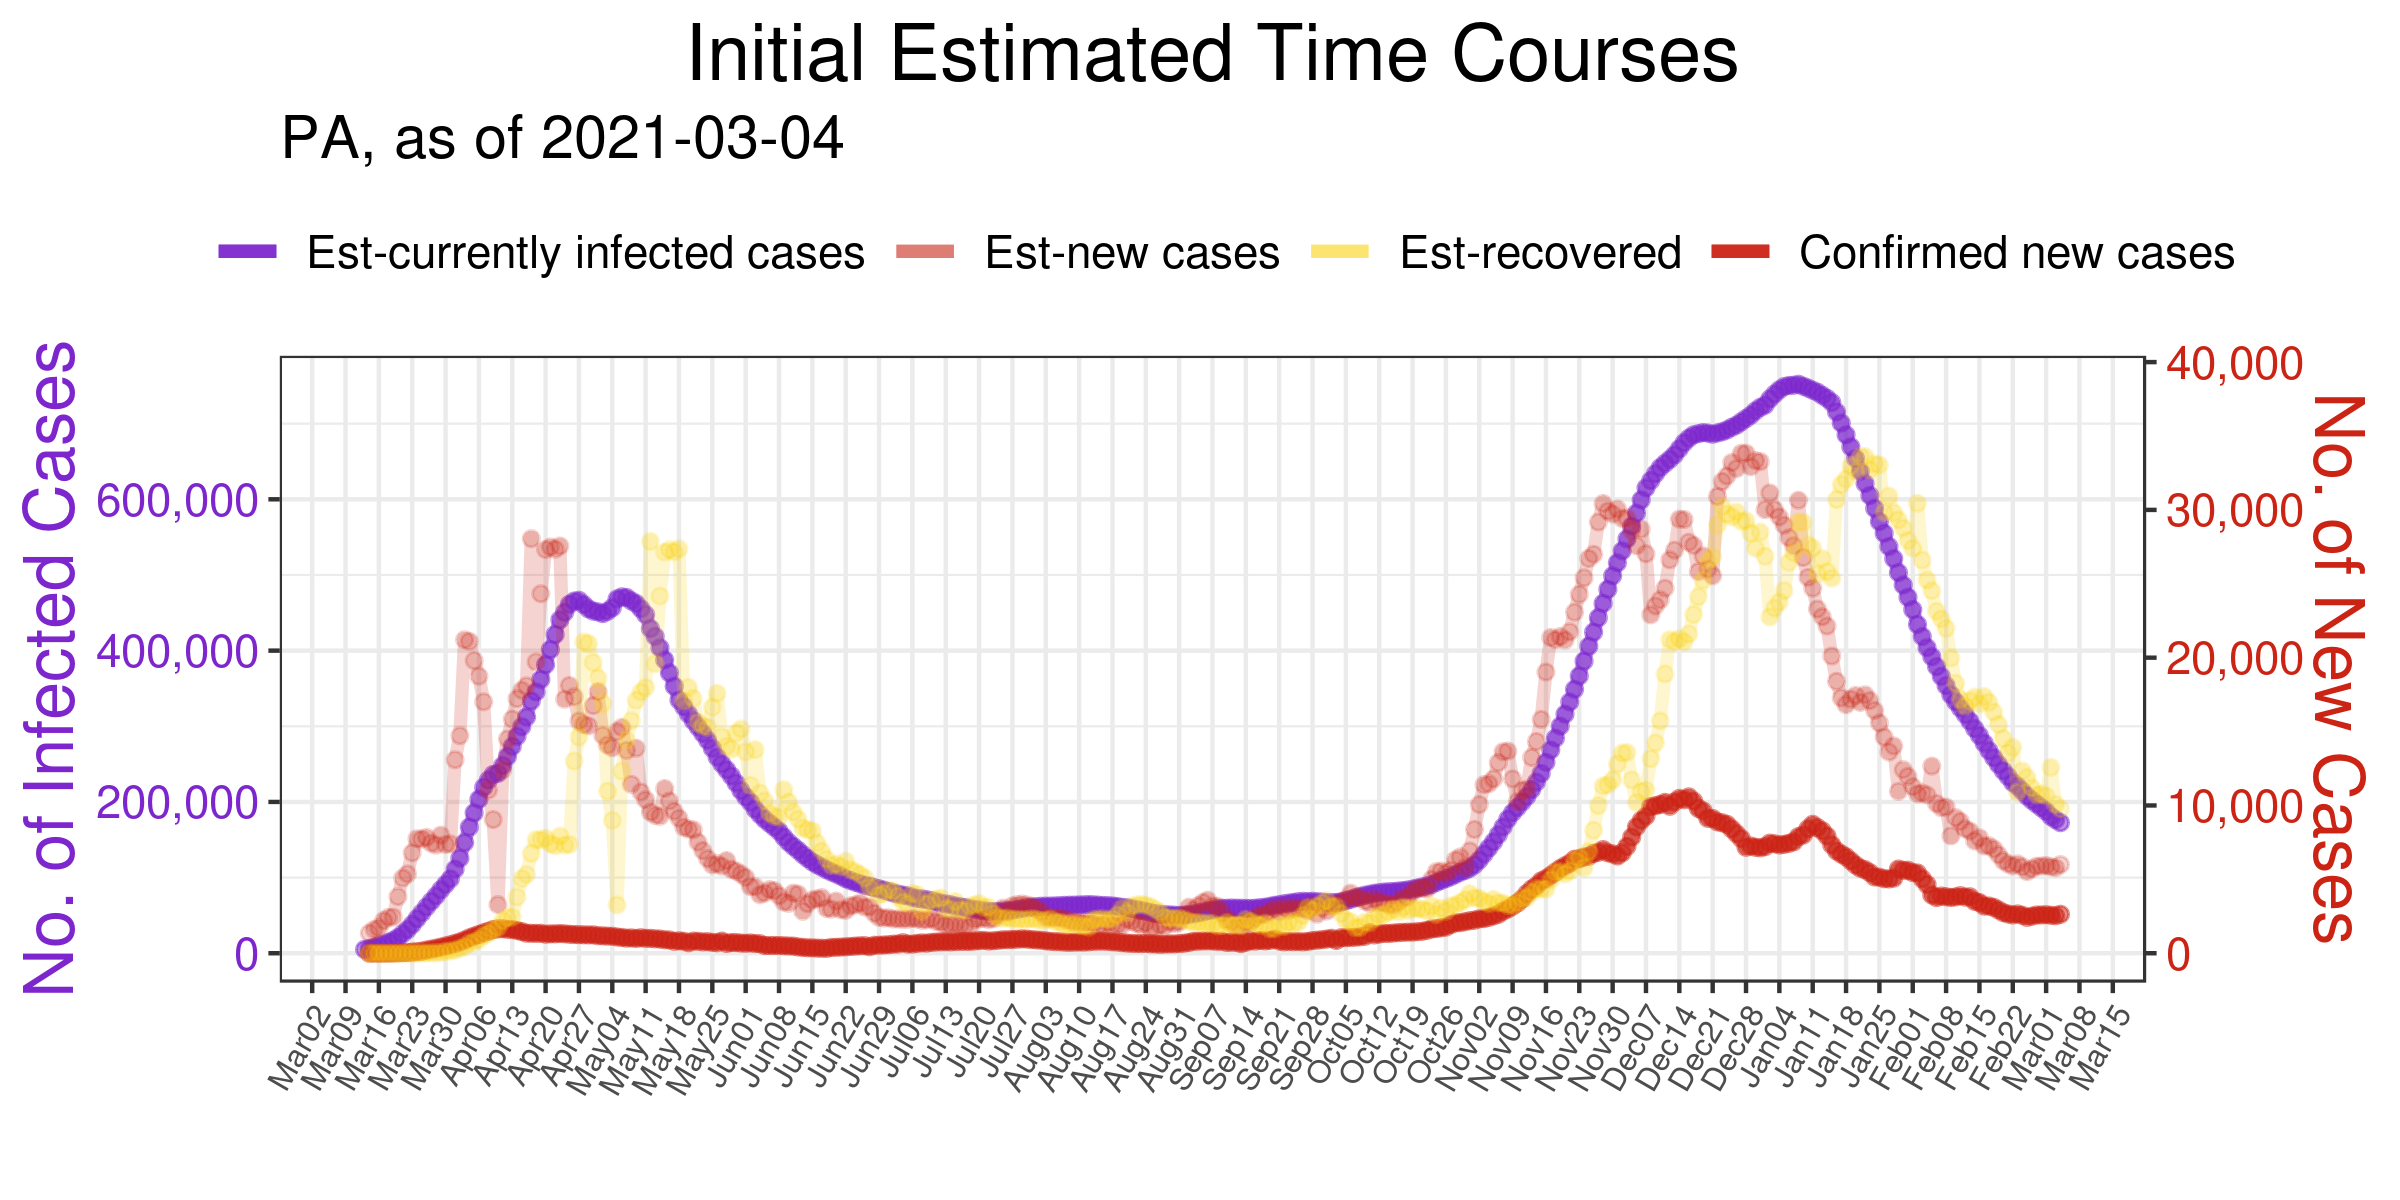 Initial Estimated Time Courses
PA, as of 2021-03-04
Est-currently infected cases Est-new cases Est-recovered Confirmed new cases
No. of Infected Cases
600,000
400,000
200,000
0
40,000
30,000
20,000
10,000
0
No. of New Cases
Mar02 Mar09 Mar16 Mar23 Mar30 Apr06 Apr13 Apr20 Apr27 May04 May11 May18 May25 Jun01 Jun08 Jun15 Jun22 Jun29 Jul06 Jul13 Jul20 Jul27 Aug03 Aug10 Aug17 Aug24 Aug31 Sep07 Sep14 Sep21 Sep28 Oct05 Oct12 Oct19 Oct26 Nov02 Nov09 Nov16 Nov23 Nov30 Dec07 Dec14 Dec21 Dec28 Jan04 Jan11 Jan18 Jan25 Feb01 Feb08 Feb15 Feb22 Mar01 Mar08 Mar15